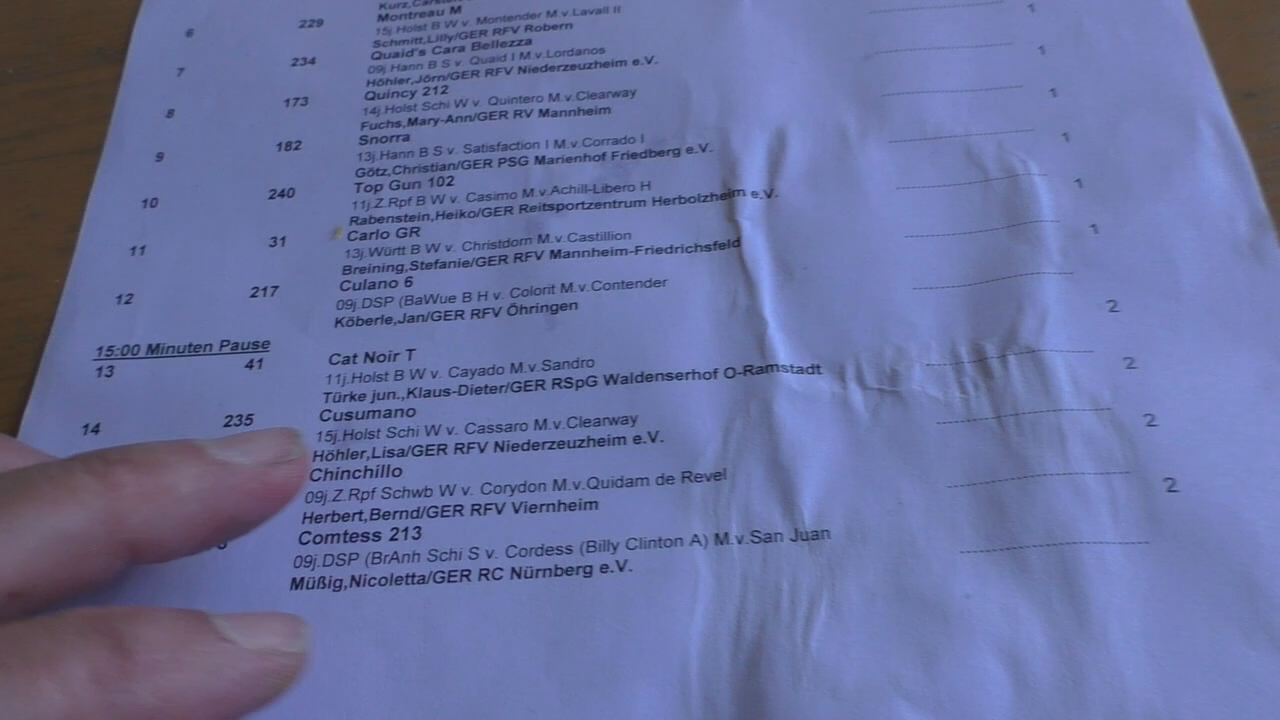 Montreau M
6 229 15j.Holst B W v. Montender M.v.Lavall II 1
Schmitt,Lilly/GER RFV Robern
Quaid's Cara Bellezza
7 234 09j.Hann B S v. Quaid I M.v.Lordanos 1
Höhler,Jörn/GER RFV Niederzeuzheim e.V.
Quincy 212
8 173 14j.Holst Schi W v. Quintero M.v.Clearway 1
Fuchs,Mary-Ann/GER RV Mannheim
Snorra
9 182 13j.Hann B S v. Satisfaction I M.v.Corrado I 1
Götz,Christian/GER PSG Marienhof Friedberg e.V.
Top Gun 102
10 240 11j.Z.Rpf B W v. Casimo M.v.Achill-Libero H 1
Rabenstein,Heiko/GER Reitsportzentrum Herbolzheim e.V.
Carlo GR
11 31 13j.Württ B W v. Christdorn M.v.Castillion 1
Breining,Stefanie/GER RFV Mannheim-Friedrichsfeld
Culano 6
12 217 09j.DSP (BaWue B H v. Colorit M.v.Contender
Köberle,Jan/GER RFV Öhringen
15:00 Minuten Pause
13 41 Cat Noir T 2
11j.Holst B W v. Cayado M.v.Sandro
Türke jun.,Klaus-Dieter/GER RSpG Waldenserhof O-Ramstadt
14 235 Cusumano 2
15j.Holst Schi W v. Cassaro M.v.Clearway
Höhler,Lisa/GER RFV Niederzeuzheim e.V.
Chinchillo 2
09j.Z.Rpf Schwb W v. Corydon M.v.Quidam de Revel
Herbert,Bernd/GER RFV Viernheim
Comtess 213 2
09j.DSP (BrAnh Schi S v. Cordess (Billy Clinton A) M.v.San Juan
Müßig,Nicoletta/GER RC Nürnberg e.V.